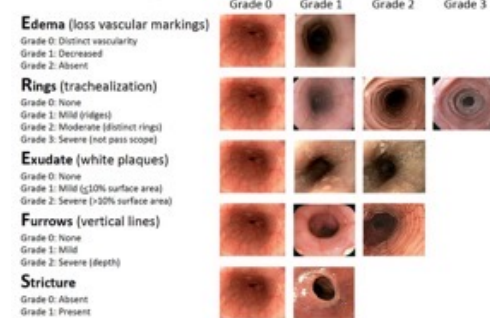 Grade 0 Grade 1 Grade 2 Grade 3
Edema (loss vascular markings)
Grade 0: Distinct vascularity
Grade 1: Decreased
Grade 2: Absent
Rings (trachealization)
Grade 0: None
Grade 1: Mild (ridges)
Grade 2: Moderate (distinct rings)
Grade 3: Severe (not pass scope)
Exudate (white plaques)
Grade 0: None
Grade 1: Mild (≤10% surface area)
Grade 2: Severe (>10% surface area)
Furrows (vertical lines)
Grade 0: None
Grade 1: Mild
Grade 2: Severe (depth)
Stricture
Grade 0: Absent
Grade 1: Present